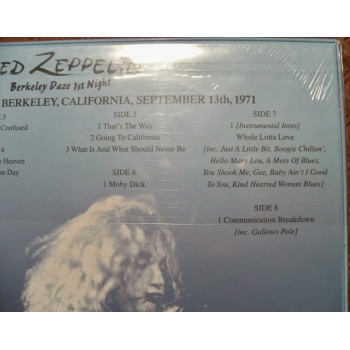 ED ZEPPELIN
Berkeley Daze 1st Night
BERKELEY, CALIFORNIA, SEPTEMBER 13th, 1971
3
Confused
4
Heaven
n Day
SIDE 5
1 That's The Way
2 Going To California
3 What Is And What Should Never Be
SIDE 6
1 Moby Dick
SIDE 7
1 [Instrumental Intro]
Whole Lotta Love
[inc. Just A Little Bit, Boogie Chillun',
Hello Mary Lou, A Mess Of Blues,
You Shook Me, Gee, Baby Ain't I Good
To You, Kind Hearted Woman Blues]
SIDE 8
1 Communication Breakdown
[inc. Gallows Pole]